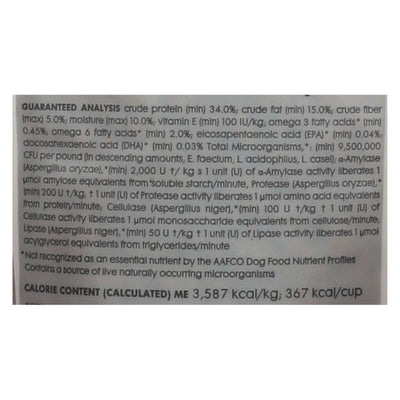 GUARANTEED ANALYSIS crude protein (min) 34.0%; crude fat (min) 15.0%; crude fiber
(max) 5.0%; moisture (max) 10.0%; vitamin E (min) 100 IU/kg; omega 3 fatty acids* (min)
0.45%, omega 6 fatty acids* (min) 2.0%; eicosapentaenoic acid (EPA)* (min) 0.04%;
docosahexaenoic acid (DHA)* (min) 0.03% Total Microorganisms,*: (min) 9,500,000
CFU per pound (in descending amounts, E. faecium, L. acidophilus, L. casei); α-Amylase
(Aspergillus oryzae),*(min) 2,000 U †/ kg s 1 unit (U) of α-Amylase activity liberates 1
μmol amylose equivalents from soluble starch/minute, Protease (Aspergillus oryzae),*
(min) 200 U †/ kg, † 1 unit (U) of Protease activity liberates 1 μmol amino acid equivalents
from protein/minute; Cellulase (Aspergillus niger),*(min) 100 U †/ kg † 1 unit (U) of
Cellulase activity liberates 1 μmol monosaccharide equivalents from cellulose/minute;
Lipase (Aspergillus niger),*(min) 50 U †/ kg, † 1 unit (U) of Lipase activity liberates 1 μmol
acylglycerol equivalents from triglycerides/minute
*Not recognized as an essential nutrient by the AAFCO Dog Food Nutrient Profiles
Contains a source of live naturally occurring microorganisms
CALORIE CONTENT (CALCULATED) ME 3,587 kcal/kg; 367 kcal/cup